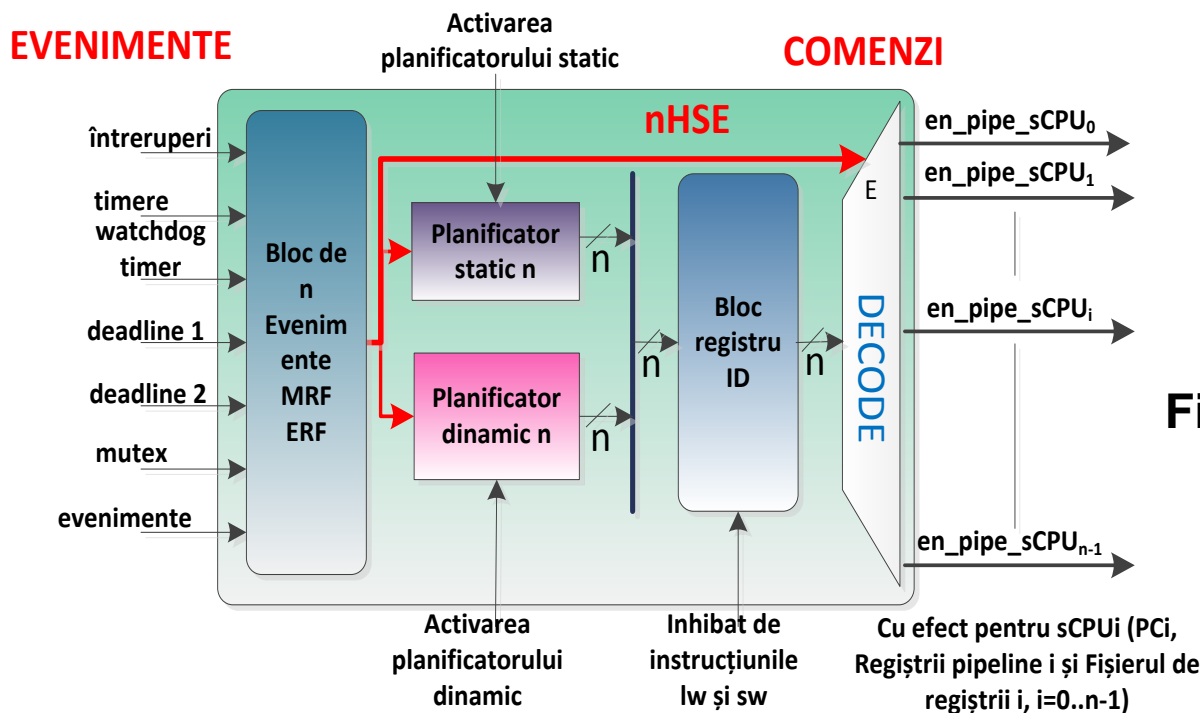 EVENIMENTE
Activarea
planificatorului static
COMENZI
nHSE
întreruperi
timere
watchdog
timer
deadline 1
deadline 2
mutex
evenimente
Bloc de
n
Evenim
ente
MRF
ERF
Planificator
static n
n
Planificator
dinamic n
n
n
Bloc
registru
ID
n
E
DECODE
en_pipe_sCPU₀
en_pipe_sCPU₁
en_pipe_sCPUᵢ
en_pipe_sCPUₙ₋₁
Fi
Activarea
planificatorului
dinamic
Inhibat de
instrucțiunile
lw și sw
Cu efect pentru sCPUi (PCi,
Regiștrii pipeline i și Fișierul de
regiștrii i, i=0..n-1)